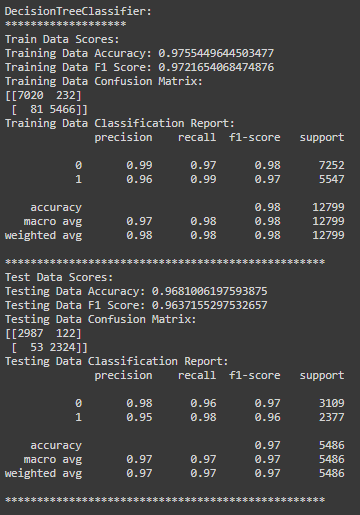 DecisionTreeClassifier:
*******************
Train Data Scores:
Training Data Accuracy: 0.9755449644503477
Training Data F1 Score: 0.9721654068474876
Training Data Confusion Matrix:
[[7020  232]
 [  81 5466]]
Training Data Classification Report:
              precision    recall  f1-score   support

           0       0.99      0.97      0.98      7252
           1       0.96      0.99      0.97      5547

    accuracy                           0.98     12799
   macro avg       0.97      0.98      0.98     12799
weighted avg       0.98      0.98      0.98     12799

**************************************************
Test Data Scores:
Testing Data Accuracy: 0.9681006197593875
Testing Data F1 Score: 0.9637155297532657
Testing Data Confusion Matrix:
[[2987  122]
 [  53 2324]]
Testing Data Classification Report:
              precision    recall  f1-score   support

           0       0.98      0.96      0.97      3109
           1       0.95      0.98      0.96      2377

    accuracy                           0.97      5486
   macro avg       0.97      0.97      0.97      5486
weighted avg       0.97      0.97      0.97      5486

**************************************************